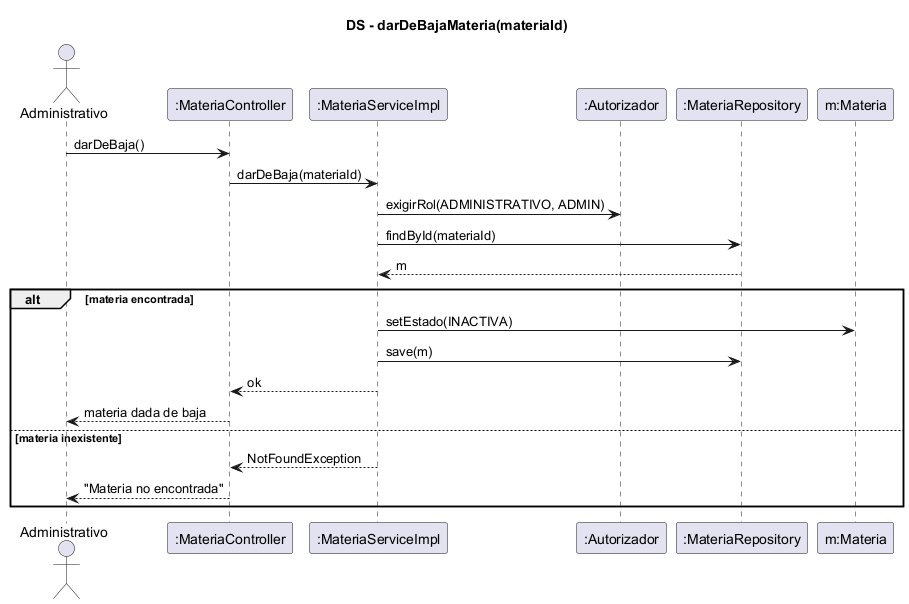 DS - darDeBajaMateria(materiaId)
Administrativo
:MateriaController
:MateriaServiceImpl
:Autorizador
:MateriaRepository
m:Materia
darDeBaja()
darDeBaja(materiaId)
exigirRol(ADMINISTRATIVO, ADMIN)
findById(materiaId)
m
alt
[materia encontrada]
setEstado(INACTIVA)
save(m)
ok
materia dada de baja
[materia inexistente]
NotFoundException
"Materia no encontrada"
Administrativo
:MateriaController
:MateriaServiceImpl
:Autorizador
:MateriaRepository
m:Materia